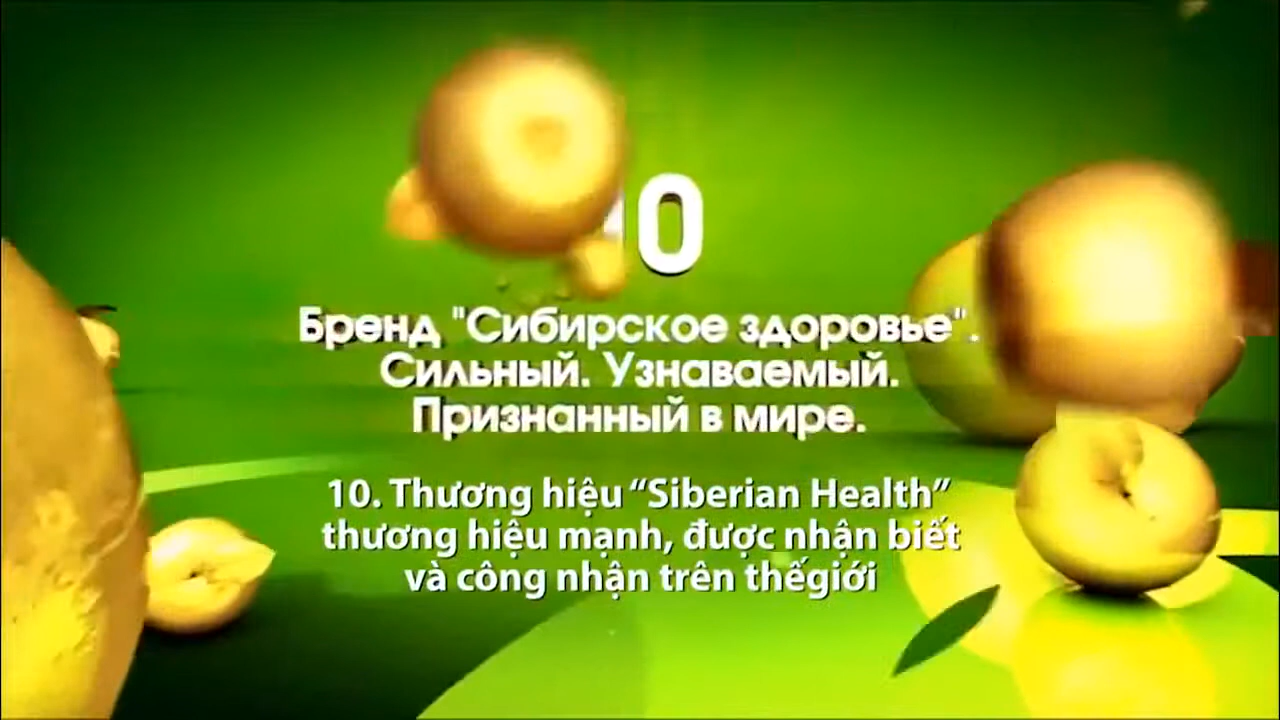 10
Бренд "Сибирское здоровье".
Сильный. Узнаваемый.
Признанный в мире.
10. Thương hiệu “Siberian Health”
thương hiệu mạnh, được nhận biết
và công nhận trên thếgiới